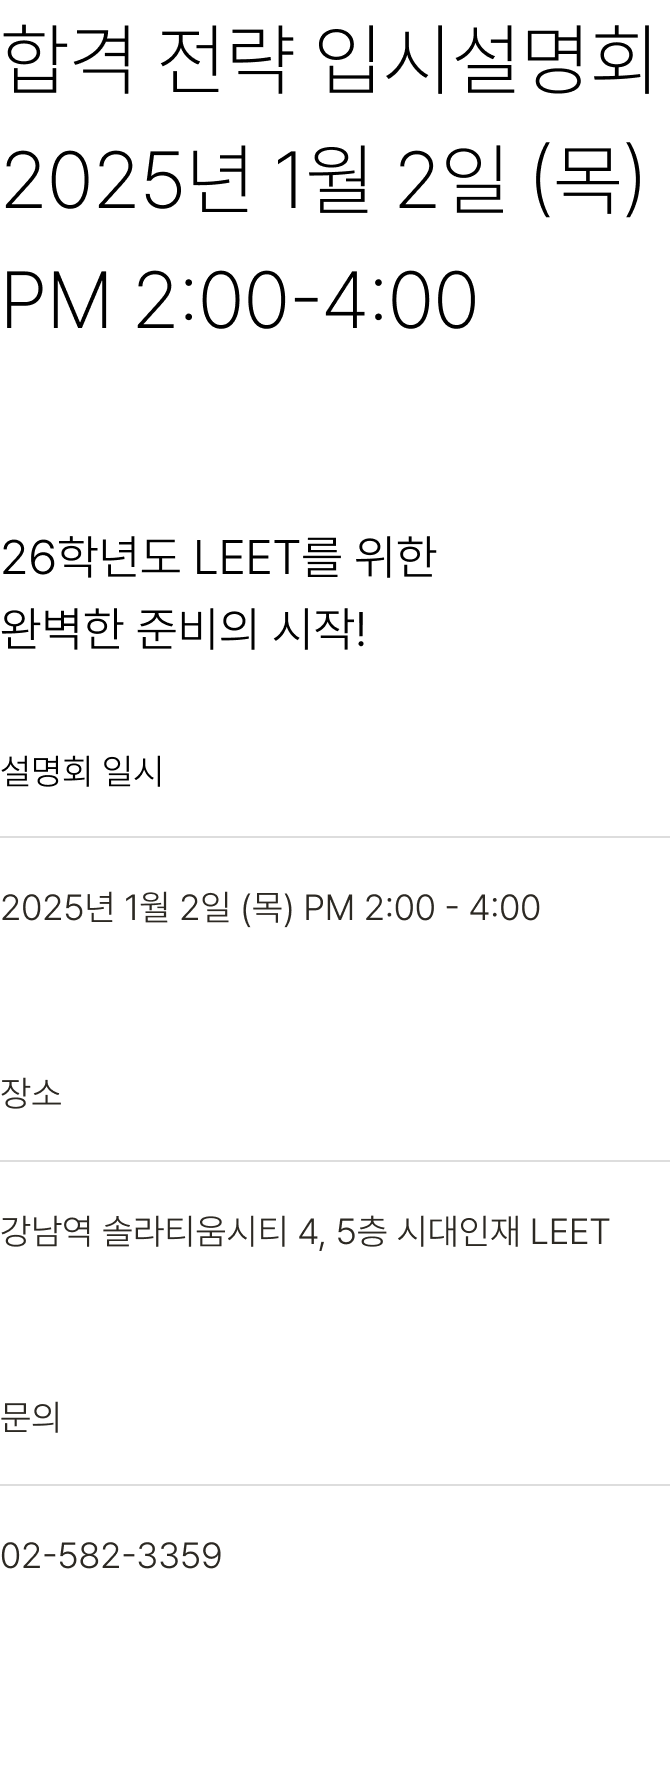 합격 전략 입시설명회
2025년 1월 2일 (목)
PM 2:00-4:00
26학년도 LEET를 위한
완벽한 준비의 시작!
설명회 일시
2025년 1월 2일 (목) PM 2:00 - 4:00
장소
강남역 솔라티움시티 4, 5층 시대인재 LEET
문의
02-582-3359